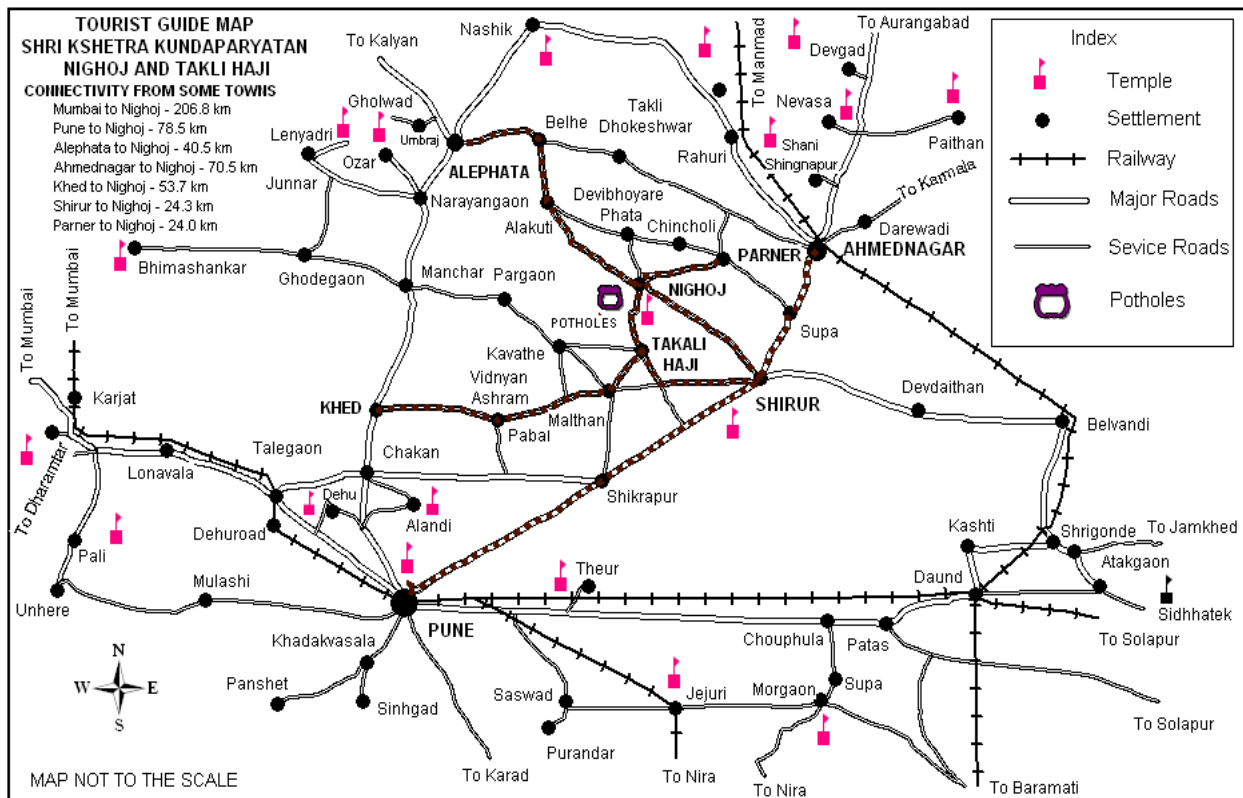 TOURIST GUIDE MAP
SHRI KSHETRA KUNDAPARYATAN
NIGHOJ AND TAKLI HAJI
CONNECTIVITY FROM SOME TOWNS
Mumbai to Nighoj - 206.8 km
Pune to Nighoj - 78.5 km
Alephata to Nighoj - 40.5 km
Ahmednagar to Nighoj - 70.5 km
Khed to Nighoj - 53.7 km
Shirur to Nighoj - 24.3 km
Parner to Nighoj - 24.0 km
Index
Temple
Settlement
Railway
Major Roads
Sevice Roads
Potholes
To Kalyan
Nashik
To Manmad
To Aurangabad
Devgad
Nevasa
Paithan
Gholwad
Umbraj
Lenyadri
Ozar
Junnar
ALEPHATA
Belhe
Takli
Dhokeshwar
Rahuri
Shani
Shingnapur
To Karmala
Narayangaon
Alakuti
Devibhoyare
Phata
Chincholi
Darewadi
PARNER
AHMEDNAGAR
Bhimashankar
Ghodegaon
Manchar
Pargaon
NIGHOJ
POTHOLES
Supa
To Mumbai
To Mumbai
Karjat
Kavathe
TAKALI
HAJI
Vidnyan
Ashram
KHED
Pabal
Malthan
SHIRUR
Devdaithan
Belvandi
Talegaon
Chakan
Lonavala
To Dharamtar
Dehu
Alandi
Shikrapur
Dehuroad
Pali
Unhere
Mulashi
PUNE
Theur
Kashti
Shrigonde
To Jamkhed
Atakgaon
Daund
Sidhhatek
To Solapur
Chouphula
Patas
Khadakvasala
Panshet
Sinhgad
Saswad
Jejuri
Morgaon
Supa
Purandar
To Solapur
To Karad
To Nira
To Nira
To Baramati
N
W
E
S
MAP NOT TO THE SCALE